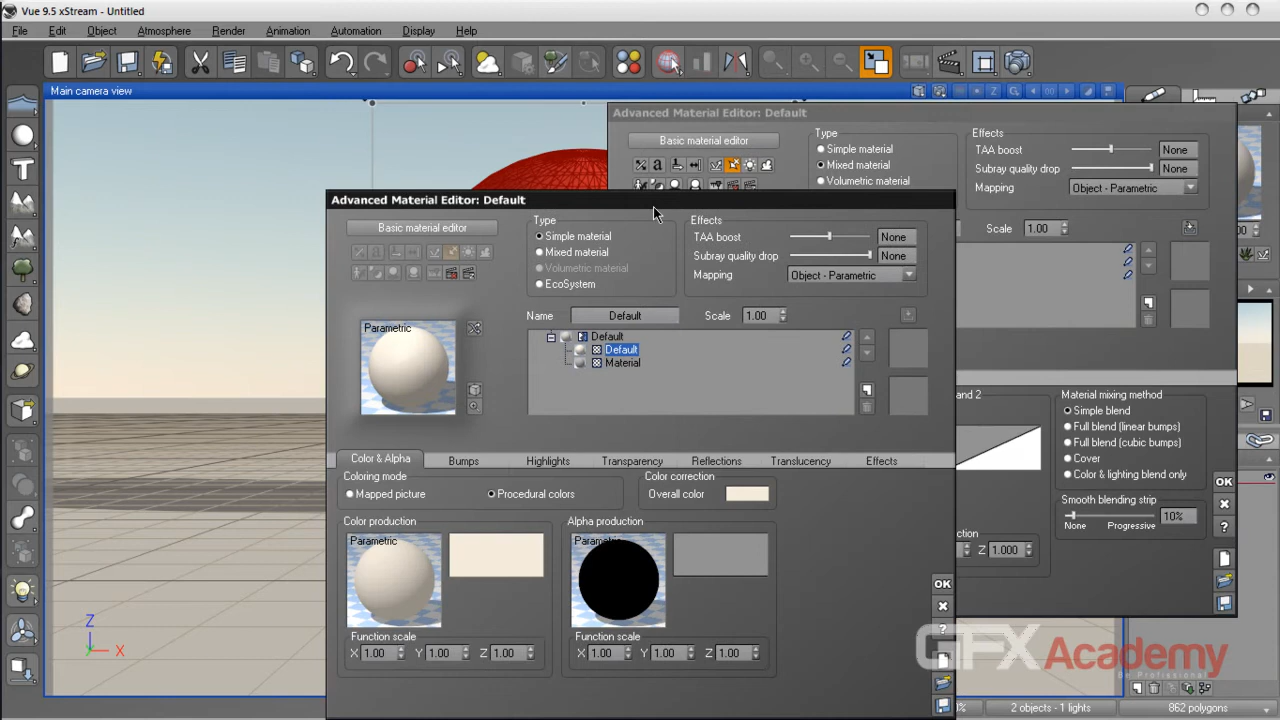 Vue 9.5 xStream - Untitled
File Edit Object Atmosphere Render Animation Automation Display Help
Main camera view
Advanced Material Editor: Default
Basic material editor
Type
Simple material
Mixed material
Volumetric material
Effects
TAA boost None
Subray quality drop None
Mapping Object - Parametric
Scale 1.00
and 2
Material mixing method
Simple blend
Full blend (linear bumps)
Full blend (cubic bumps)
Cover
Color & lighting blend only
Smooth blending strip
10%
None Progressive
Z 1.000
OK
Advanced Material Editor: Default
Basic material editor
Type
Simple material
Mixed material
Volumetric material
EcoSystem
Effects
TAA boost None
Subray quality drop None
Mapping Object - Parametric
Name Default Scale 1.00
Parametric
Default
Default
Material
Color & Alpha Bumps Highlights Transparency Reflections Translucency Effects
Coloring mode
Mapped picture Procedural colors
Color correction
Overall color
Color production
Parametric
Function scale
X 1.00 Y 1.00 Z 1.00
Alpha production
Parametric
Function scale
X 1.00 Y 1.00 Z 1.00
OK
Z
X
GFX Academy
Be Professional
2 objects - 1 lights 862 polygons